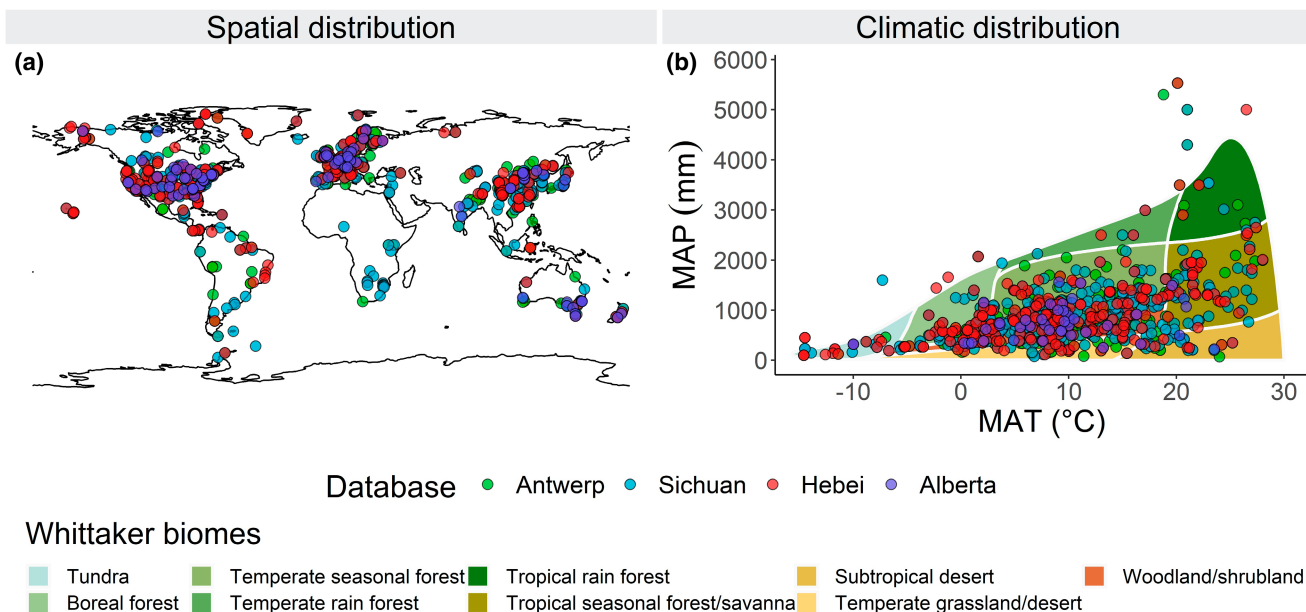 Spatial distribution
Climatic distribution
(a)
(b)
6000
5000
4000
3000
2000
1000
0
MAP (mm)
-10 0 10 20 30
MAT (°C)
Database Antwerp Sichuan Hebei Alberta
Whittaker biomes
Tundra Temperate seasonal forest Tropical rain forest Subtropical desert Woodland/shrubland
Boreal forest Temperate rain forest Tropical seasonal forest/savanna Temperate grassland/desert